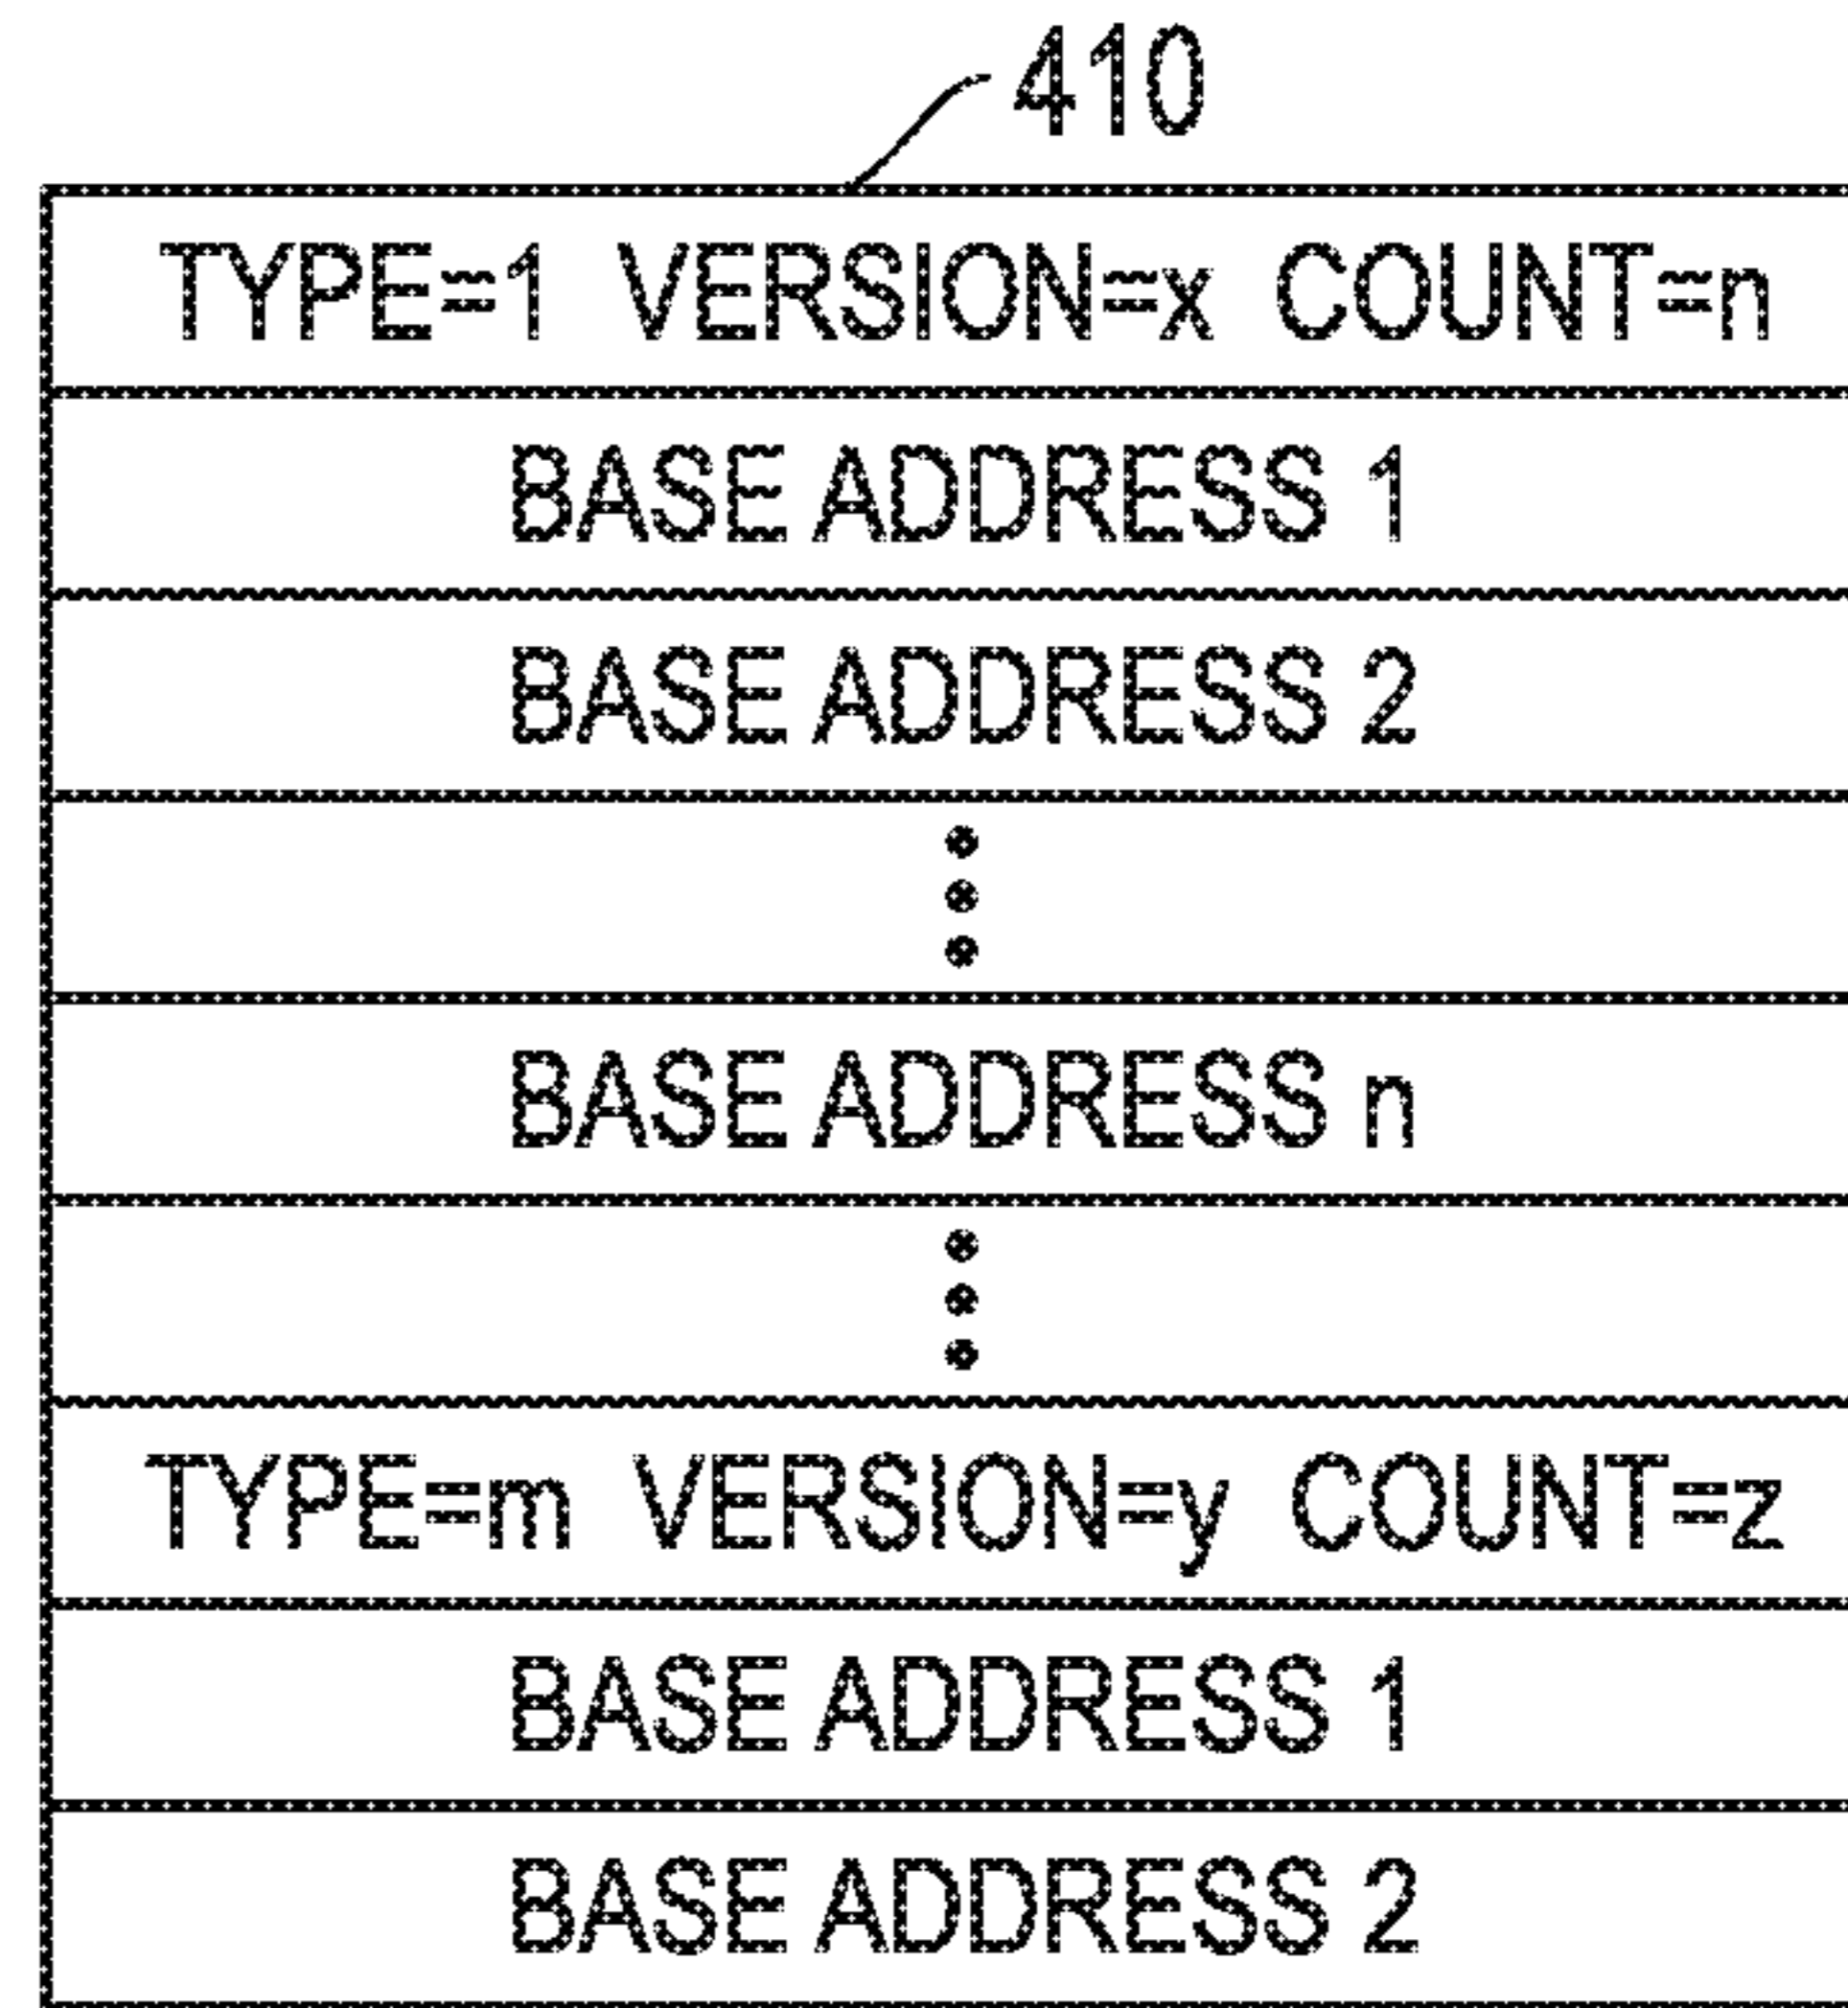 410
TYPE=1 VERSION=x COUNT=n
BASE ADDRESS 1
BASE ADDRESS 2
BASE ADDRESS n
TYPE=m VERSION=y COUNT=z
BASE ADDRESS 1
BASE ADDRESS 2